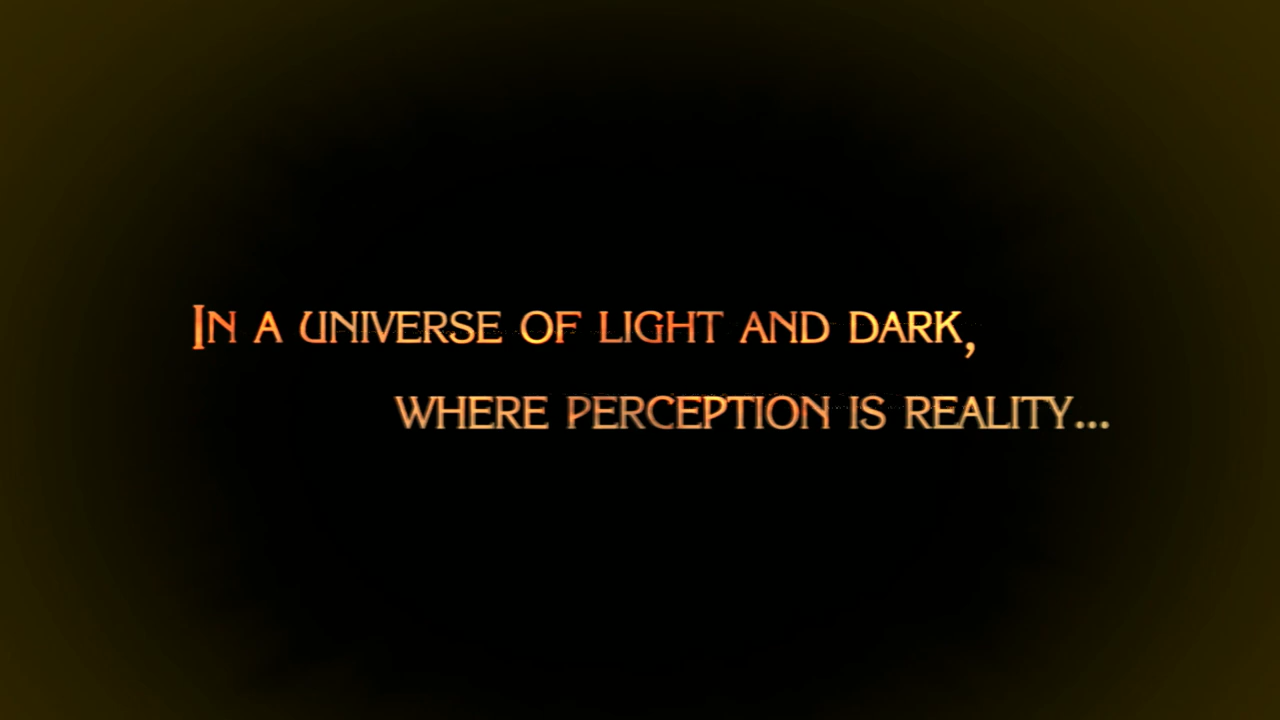 In a universe of light and dark,
where perception is reality...